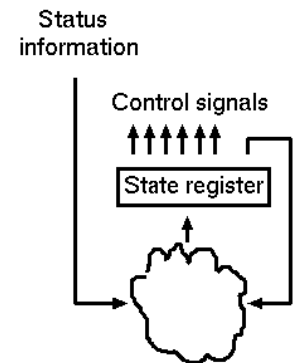 Status
information
Control signals
State register